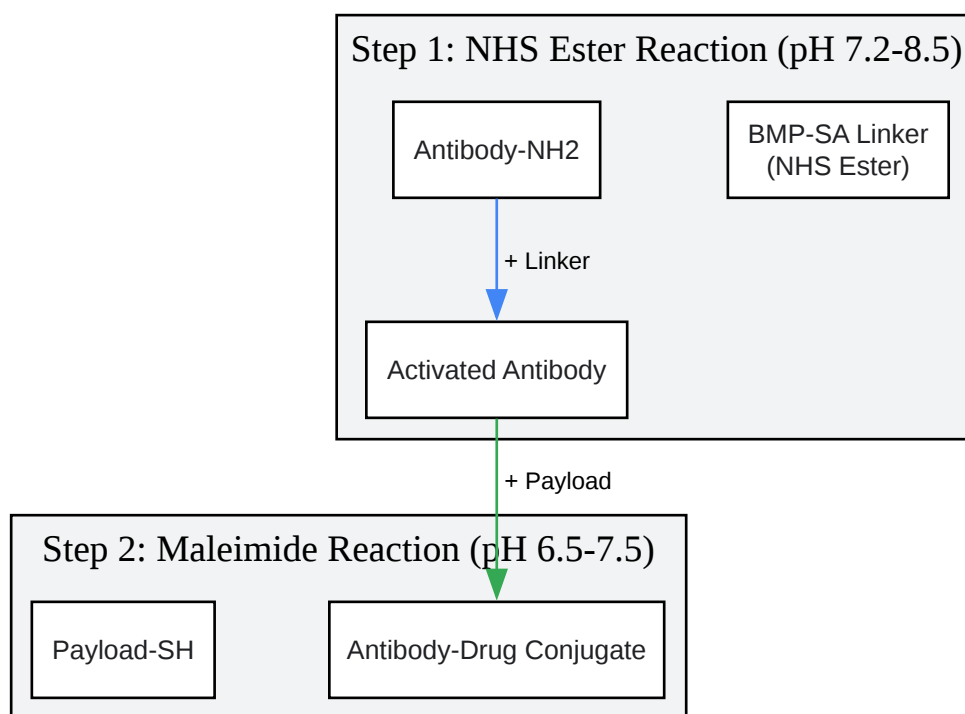 Step 1: NHS Ester Reaction (pH 7.2-8.5)
Antibody-NH2
BMP-SA Linker
(NHS Ester)
+ Linker
Activated Antibody
+ Payload
Step 2: Maleimide Reaction (pH 6.5-7.5)
Payload-SH
Antibody-Drug Conjugate